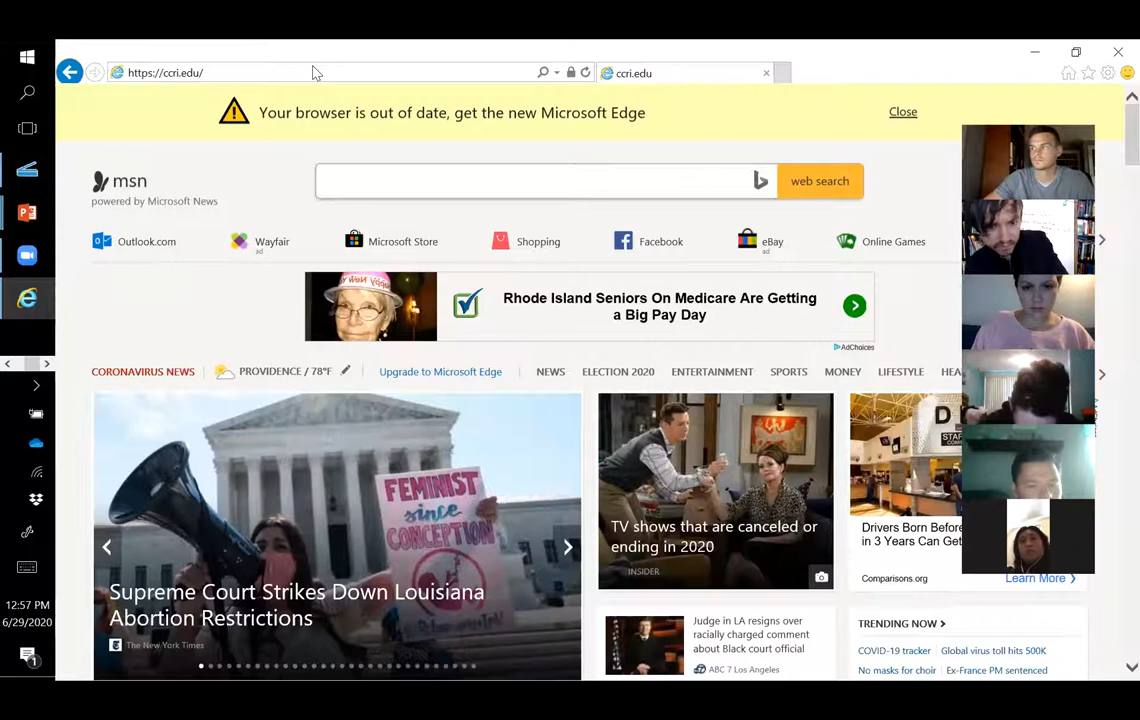 https://ccri.edu/
ccri.edu
Your browser is out of date, get the new Microsoft Edge
Close
msn
powered by Microsoft News
web search
Outlook.com
Wayfair
ad
Microsoft Store
Shopping
Facebook
eBay
ad
Online Games
Rhode Island Seniors On Medicare Are Getting
a Big Pay Day
AdChoices
CORONAVIRUS NEWS
PROVIDENCE / 78°F
Upgrade to Microsoft Edge
NEWS
ELECTION 2020
ENTERTAINMENT
SPORTS
MONEY
LIFESTYLE
HEA
FEMINIST
since
CONCEPTION
Supreme Court Strikes Down Louisiana
Abortion Restrictions
The New York Times
TV shows that are canceled or
ending in 2020
INSIDER
Drivers Born Before
in 3 Years Can Get
Comparisons.org
Learn More
Judge in LA resigns over
racially charged comment
about Black court official
ABC 7 Los Angeles
TRENDING NOW
COVID-19 tracker
Global virus toll hits 500K
No masks for choir
Ex-France PM sentenced
12:57 PM
6/29/2020
1